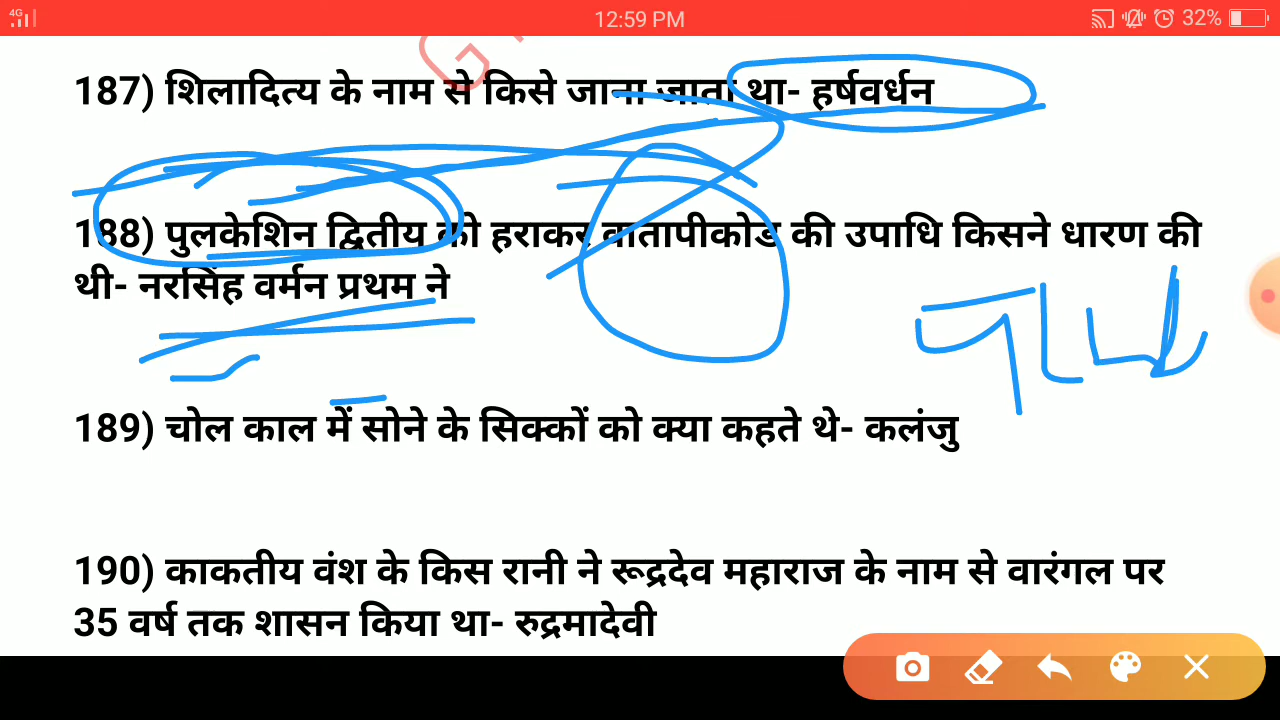 4G 12:59 PM 32%
187) शिलादित्य के नाम से किसे जाना जाता था- हर्षवर्धन
188) पुलकेशिन द्वितीय को हराकर वातापीकोड की उपाधि किसने धारण की
थी- नरसिंह वर्मन प्रथम ने
189) चोल काल में सोने के सिक्कों को क्या कहते थे- कलंजु
190) काकतीय वंश के किस रानी ने रूद्रदेव महाराज के नाम से वारंगल पर
35 वर्ष तक शासन किया था- रुद्रमादेवी